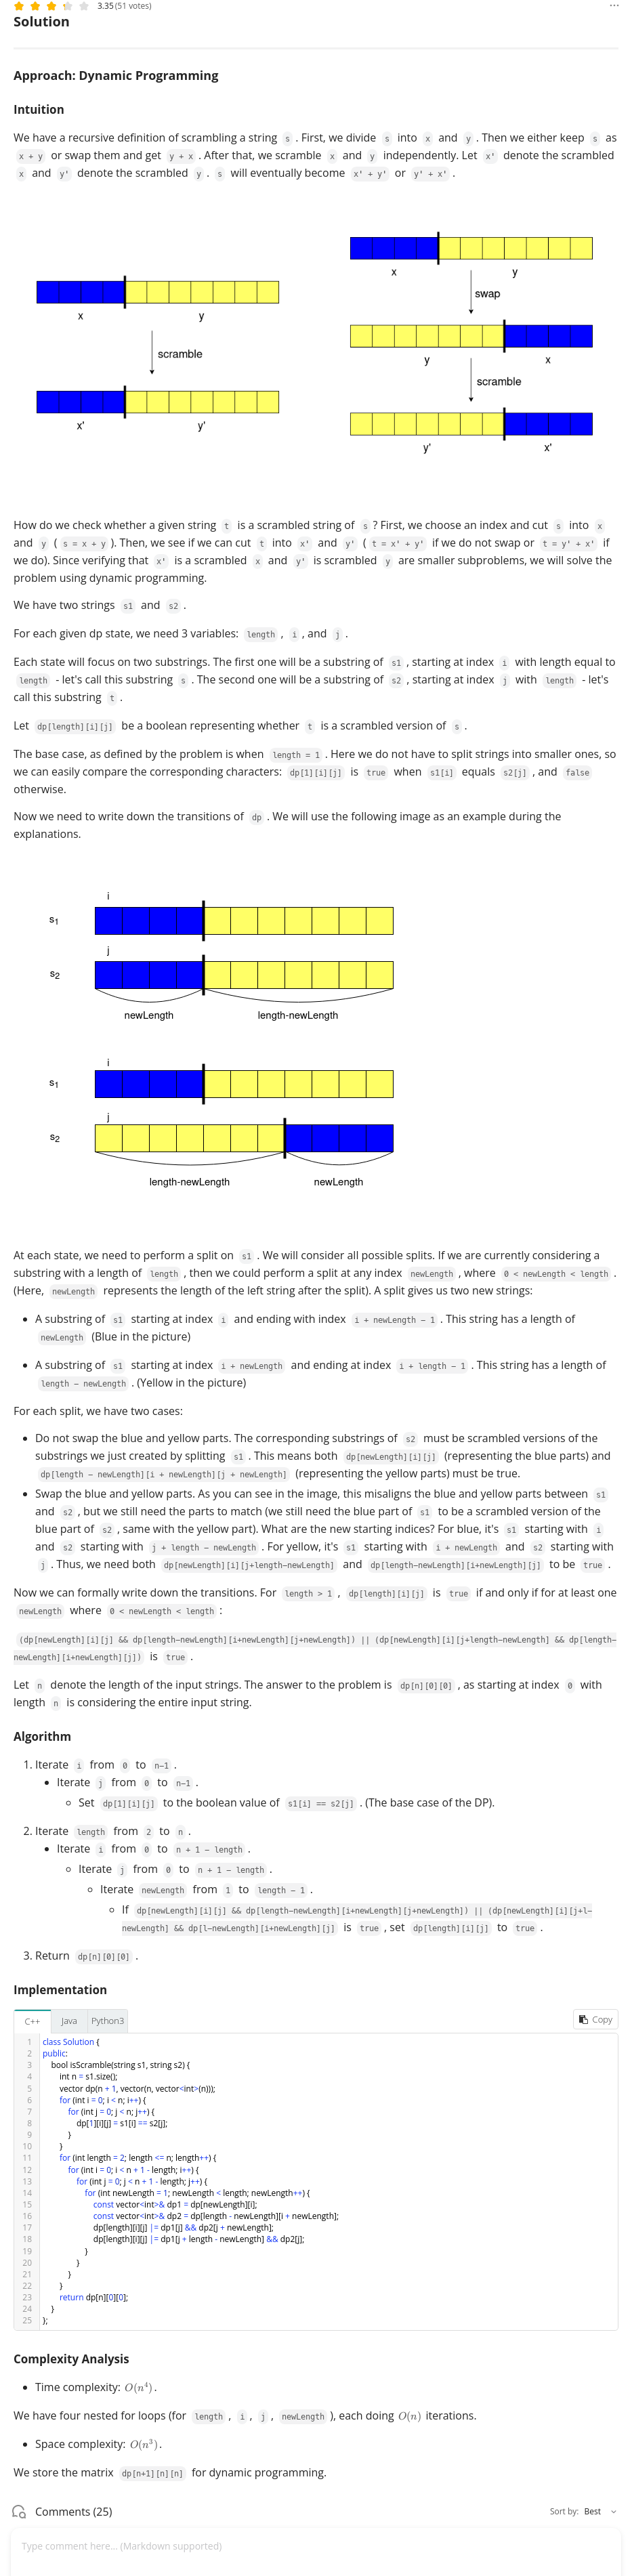 3.35 (51 votes)
Solution
Approach: Dynamic Programming
Intuition
We have a recursive definition of scrambling a string s . First, we divide s into x and y . Then we either keep s as
x + y or swap them and get y + x . After that, we scramble x and y independently. Let x' denote the scrambled
x and y' denote the scrambled y . s will eventually become x' + y' or y' + x' .
x y
swap
x y
scramble
y x
scramble
x' y'
y' x'
How do we check whether a given string t is a scrambled string of s ? First, we choose an index and cut s into x
and y ( s = x + y ). Then, we see if we can cut t into x' and y' ( t = x' + y' if we do not swap or t = y' + x' if
we do). Since verifying that x' is a scrambled x and y' is scrambled y are smaller subproblems, we will solve the
problem using dynamic programming.
We have two strings s1 and s2 .
For each given dp state, we need 3 variables: length , i , and j .
Each state will focus on two substrings. The first one will be a substring of s1 , starting at index i with length equal to
length - let's call this substring s . The second one will be a substring of s2 , starting at index j with length - let's
call this substring t .
Let dp[length][i][j] be a boolean representing whether t is a scrambled version of s .
The base case, as defined by the problem is when length = 1 . Here we do not have to split strings into smaller ones, so
we can easily compare the corresponding characters: dp[1][i][j] is true when s1[i] equals s2[j] , and false
otherwise.
Now we need to write down the transitions of dp . We will use the following image as an example during the
explanations.
i
s1
j
s2
newLength length-newLength
i
s1
j
s2
length-newLength newLength
At each state, we need to perform a split on s1 . We will consider all possible splits. If we are currently considering a
substring with a length of length , then we could perform a split at any index newLength , where 0 < newLength < length .
(Here, newLength represents the length of the left string after the split). A split gives us two new strings:
• A substring of s1 starting at index i and ending with index i + newLength − 1 . This string has a length of
newLength (Blue in the picture)
• A substring of s1 starting at index i + newLength and ending at index i + length − 1 . This string has a length of
length − newLength . (Yellow in the picture)
For each split, we have two cases:
• Do not swap the blue and yellow parts. The corresponding substrings of s2 must be scrambled versions of the
substrings we just created by splitting s1 . This means both dp[newLength][i][j] (representing the blue parts) and
dp[length − newLength][i + newLength][j + newLength] (representing the yellow parts) must be true.
• Swap the blue and yellow parts. As you can see in the image, this misaligns the blue and yellow parts between s1
and s2 , but we still need the parts to match (we still need the blue part of s1 to be a scrambled version of the
blue part of s2 , same with the yellow part). What are the new starting indices? For blue, it's s1 starting with i
and s2 starting with j + length − newLength . For yellow, it's s1 starting with i + newLength and s2 starting with
j . Thus, we need both dp[newLength][i][j+length−newLength] and dp[length−newLength][i+newLength][j] to be true .
Now we can formally write down the transitions. For length > 1 , dp[length][i][j] is true if and only if for at least one
newLength where 0 < newLength < length :
(dp[newLength][i][j] && dp[length−newLength][i+newLength][j+newLength]) || (dp[newLength][i][j+length−newLength] && dp[length−
newLength][i+newLength][j]) is true .
Let n denote the length of the input strings. The answer to the problem is dp[n][0][0] , as starting at index 0 with
length n is considering the entire input string.
Algorithm
1. Iterate i from 0 to n−1 .
• Iterate j from 0 to n−1 .
◦ Set dp[1][i][j] to the boolean value of s1[i] == s2[j] . (The base case of the DP).
2. Iterate length from 2 to n .
• Iterate i from 0 to n + 1 − length .
◦ Iterate j from 0 to n + 1 − length .
▪ Iterate newLength from 1 to length − 1 .
◦ If dp[newLength][i][j] && dp[length−newLength][i+newLength][j+newLength]) || (dp[newLength][i][j+l−
newLength] && dp[l−newLength][i+newLength][j] is true , set dp[length][i][j] to true .
3. Return dp[n][0][0] .
Implementation
C++ Java Python3 Copy
1 class Solution {
2 public:
3 bool isScramble(string s1, string s2) {
4 int n = s1.size();
5 vector dp(n + 1, vector(n, vector<int>(n)));
6 for (int i = 0; i < n; i++) {
7 for (int j = 0; j < n; j++) {
8 dp[1][i][j] = s1[i] == s2[j];
9 }
10 }
11 for (int length = 2; length <= n; length++) {
12 for (int i = 0; i < n + 1 - length; i++) {
13 for (int j = 0; j < n + 1 - length; j++) {
14 for (int newLength = 1; newLength < length; newLength++) {
15 const vector<int>& dp1 = dp[newLength][i];
16 const vector<int>& dp2 = dp[length - newLength][i + newLength];
17 dp[length][i][j] |= dp1[j] && dp2[j + newLength];
18 dp[length][i][j] |= dp1[j + length - newLength] && dp2[j];
19 }
20 }
21 }
22 }
23 return dp[n][0][0];
24 }
25 };
Complexity Analysis
• Time complexity: O(n⁴).
We have four nested for loops (for length , i , j , newLength ), each doing O(n) iterations.
• Space complexity: O(n³).
We store the matrix dp[n+1][n][n] for dynamic programming.
Comments (25) Sort by: Best
Type comment here... (Markdown supported)